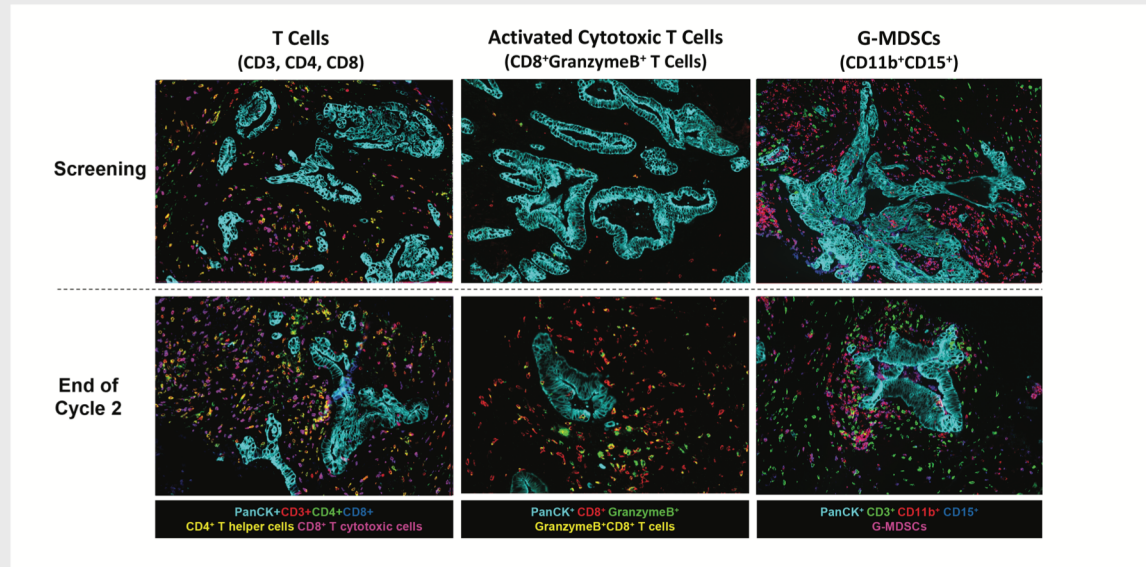 T Cells
(CD3, CD4, CD8)
Activated Cytotoxic T Cells
(CD8⁺GranzymeB⁺ T Cells)
G-MDSCs
(CD11b⁺CD15⁺)
Screening
End of
Cycle 2
PanCK+CD3+CD4+CD8+
CD4⁺ T helper cells CD8⁺ T cytotoxic cells
PanCK⁺ CD8⁺ GranzymeB⁺
GranzymeB⁺CD8⁺ T cells
PanCK⁺ CD3⁺ CD11b⁺ CD15⁺
G-MDSCs